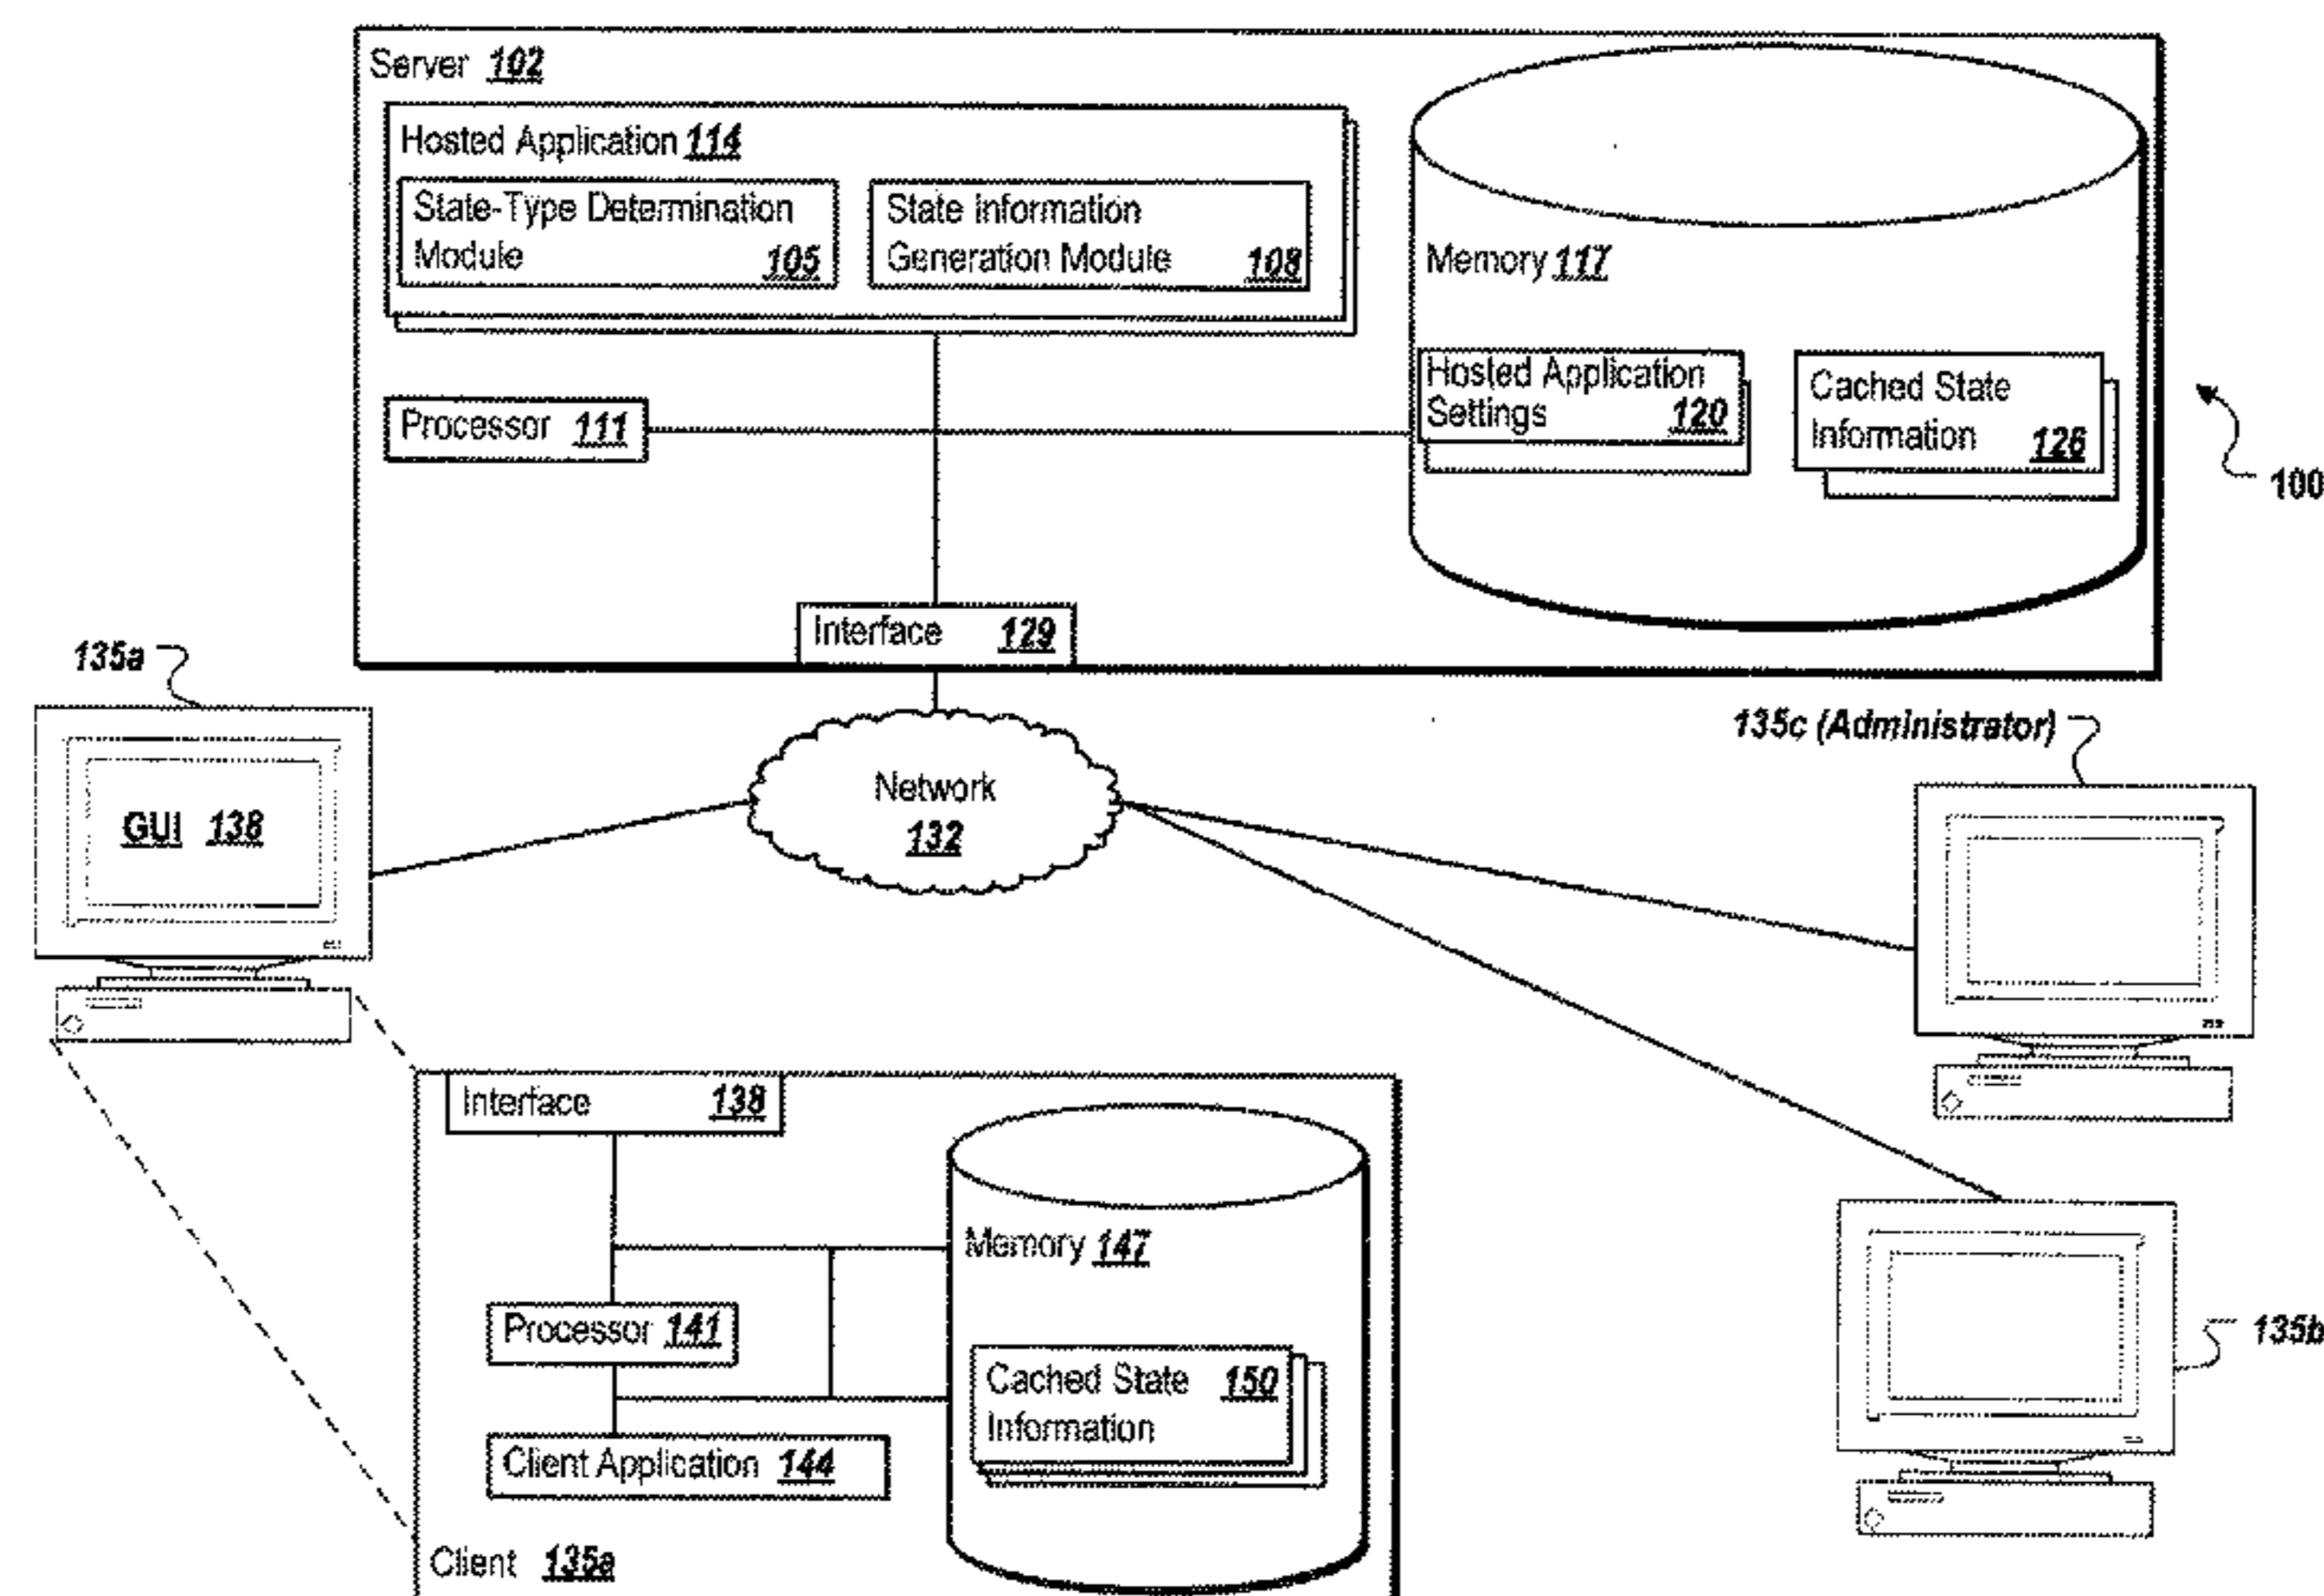 Server 102
Hosted Application 114
State-Type Determination
Module 105
State Information
Generation Module 108
Memory 117
Hosted Application
Settings 120
Cached State
Information 126
Processor 111
100
Interface 129
135a
135c (Administrator)
Network
132
GUI 138
Interface 138
Memory 147
Processor 141
135b
Cached State 150
Information
Client Application 144
Client 135a